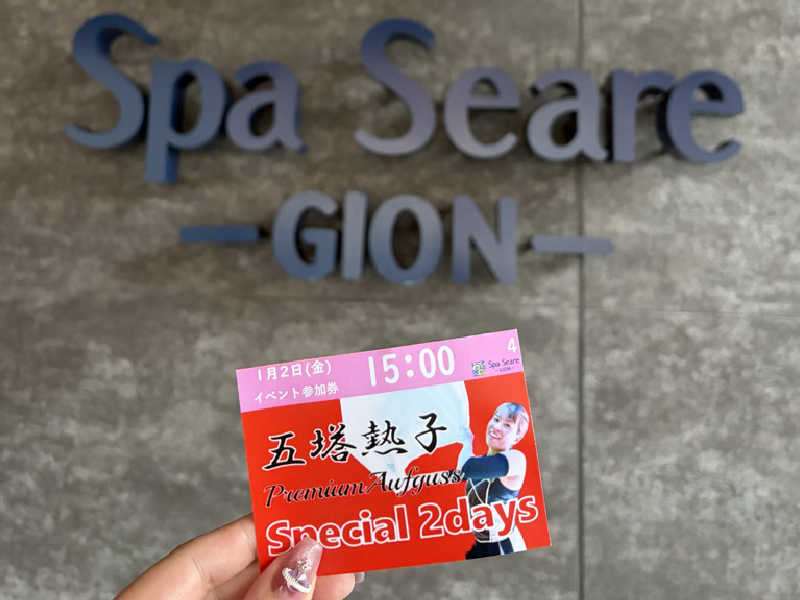 Spa Seare
GION
1月2日(金)
15:00
4
イベント参加券
Spa Seare
GION
五塔熱子
Premium Aufguss
Special 2days